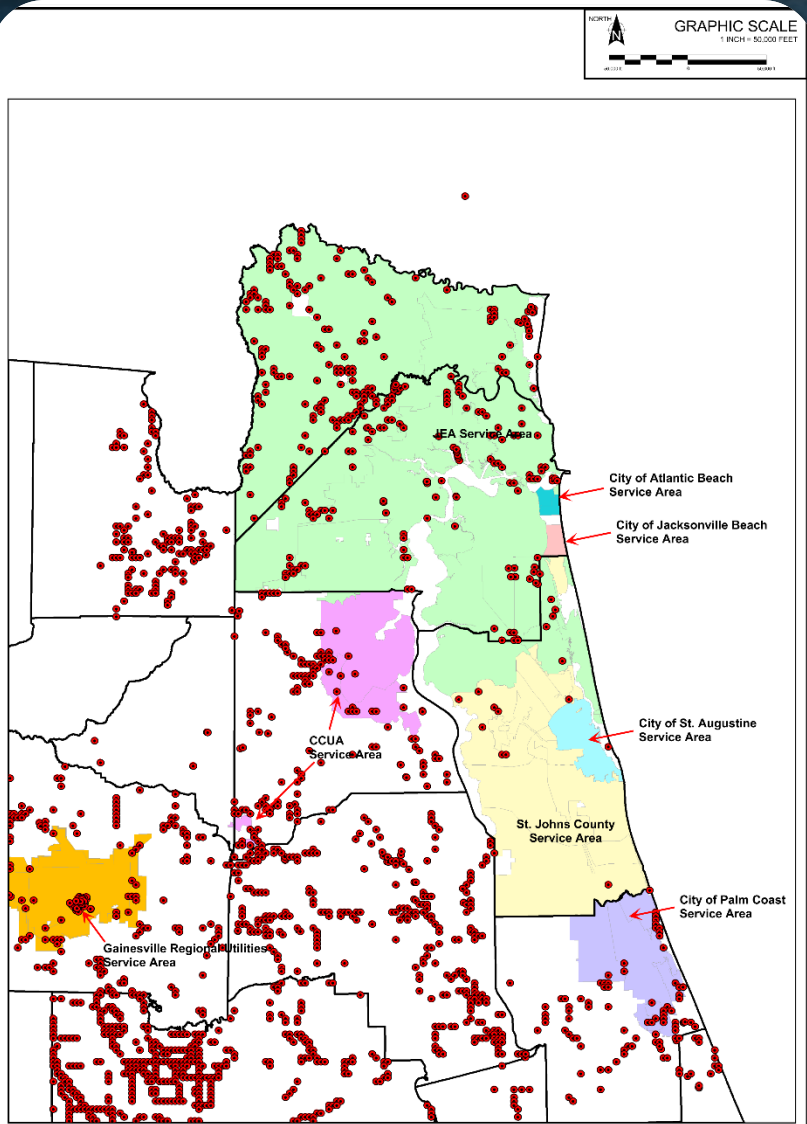 NORTH
N
GRAPHIC SCALE
1 INCH = 50,000 FEET
0
JEA Service Area
City of Atlantic Beach
Service Area
City of Jacksonville Beach
Service Area
CCUA
Service Area
City of St. Augustine
Service Area
St. Johns County
Service Area
City of Palm Coast
Service Area
Gainesville Regional Utilities
Service Area